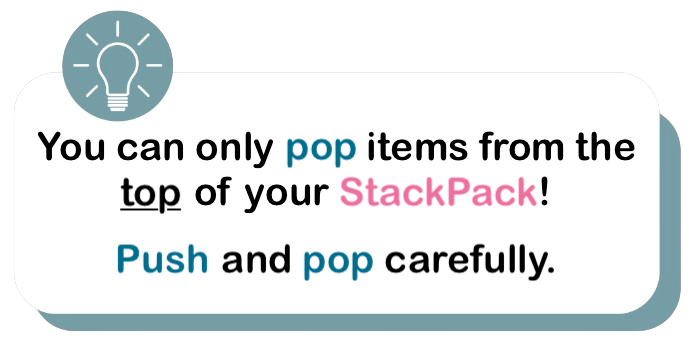 You can only pop items from the
top of your StackPack!
Push and pop carefully.